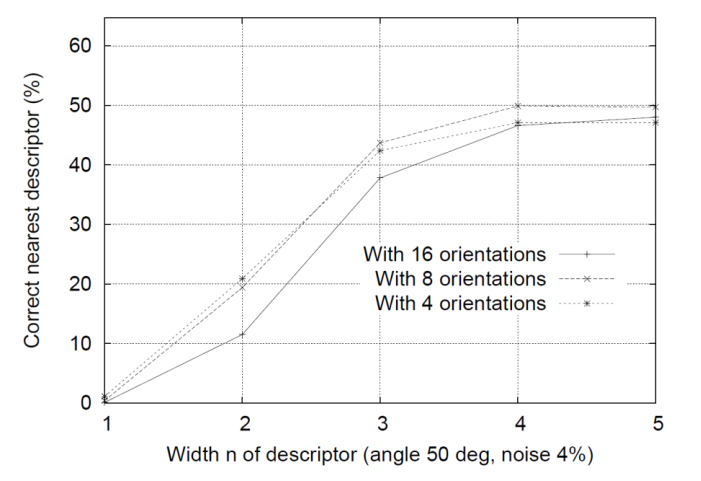 60
50
40
30
20
10
0
1 2 3 4 5
Correct nearest descriptor (%)
With 16 orientations
With 8 orientations
With 4 orientations
Width n of descriptor (angle 50 deg, noise 4%)